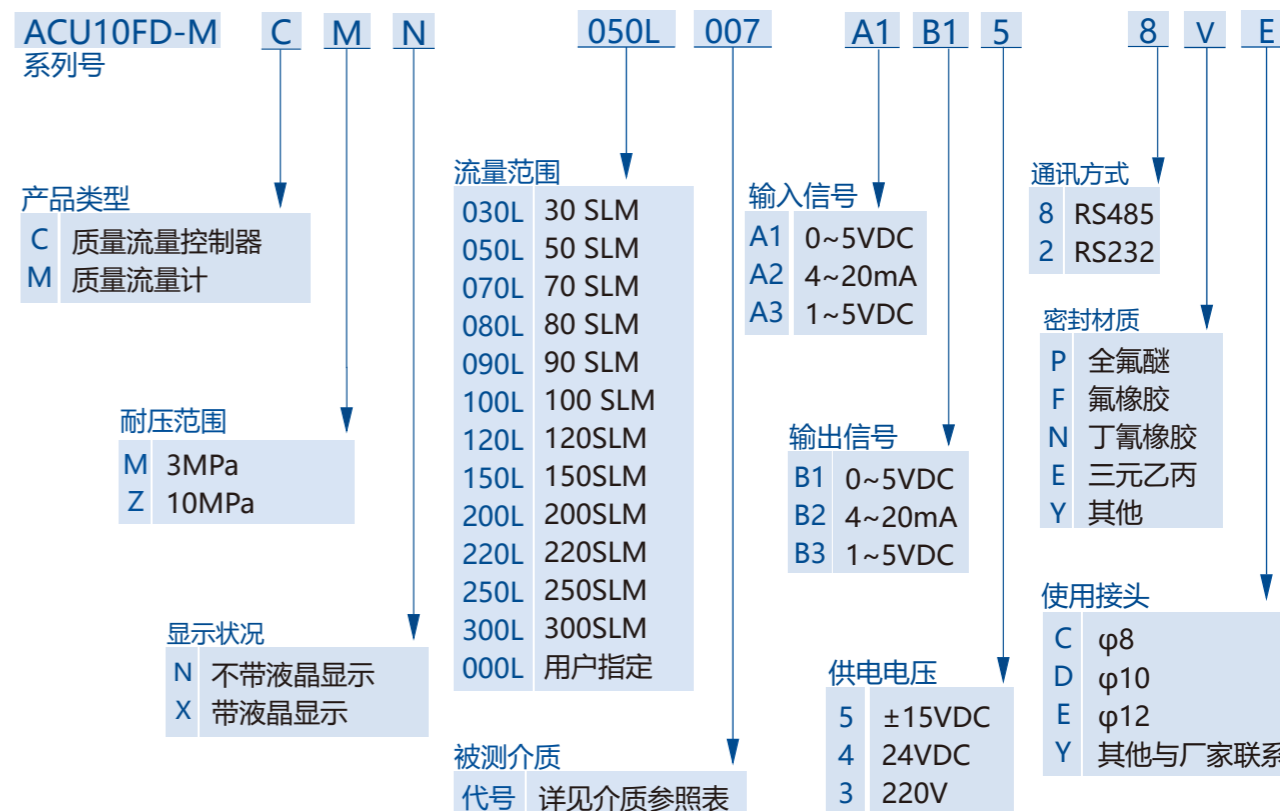 ACU10FD-M C M N 050L 007 A1 B1 5 8 V E
系列号
产品类型
C 质量流量控制器
M 质量流量计
耐压范围
M 3MPa
Z 10MPa
显示状况
N 不带液晶显示
X 带液晶显示
流量范围
030L 30 SLM
050L 50 SLM
070L 70 SLM
080L 80 SLM
090L 90 SLM
100L 100 SLM
120L 120SLM
150L 150SLM
200L 200SLM
220L 220SLM
250L 250SLM
300L 300SLM
000L 用户指定
被测介质
代号 详见介质参照表
输入信号
A1 0~5VDC
A2 4~20mA
A3 1~5VDC
输出信号
B1 0~5VDC
B2 4~20mA
B3 1~5VDC
供电电压
5 ±15VDC
4 24VDC
3 220V
通讯方式
8 RS485
2 RS232
密封材质
P 全氟醚
F 氟橡胶
N 丁氰橡胶
E 三元乙丙
Y 其他
使用接头
C φ8
D φ10
E φ12
Y 其他与厂家联系